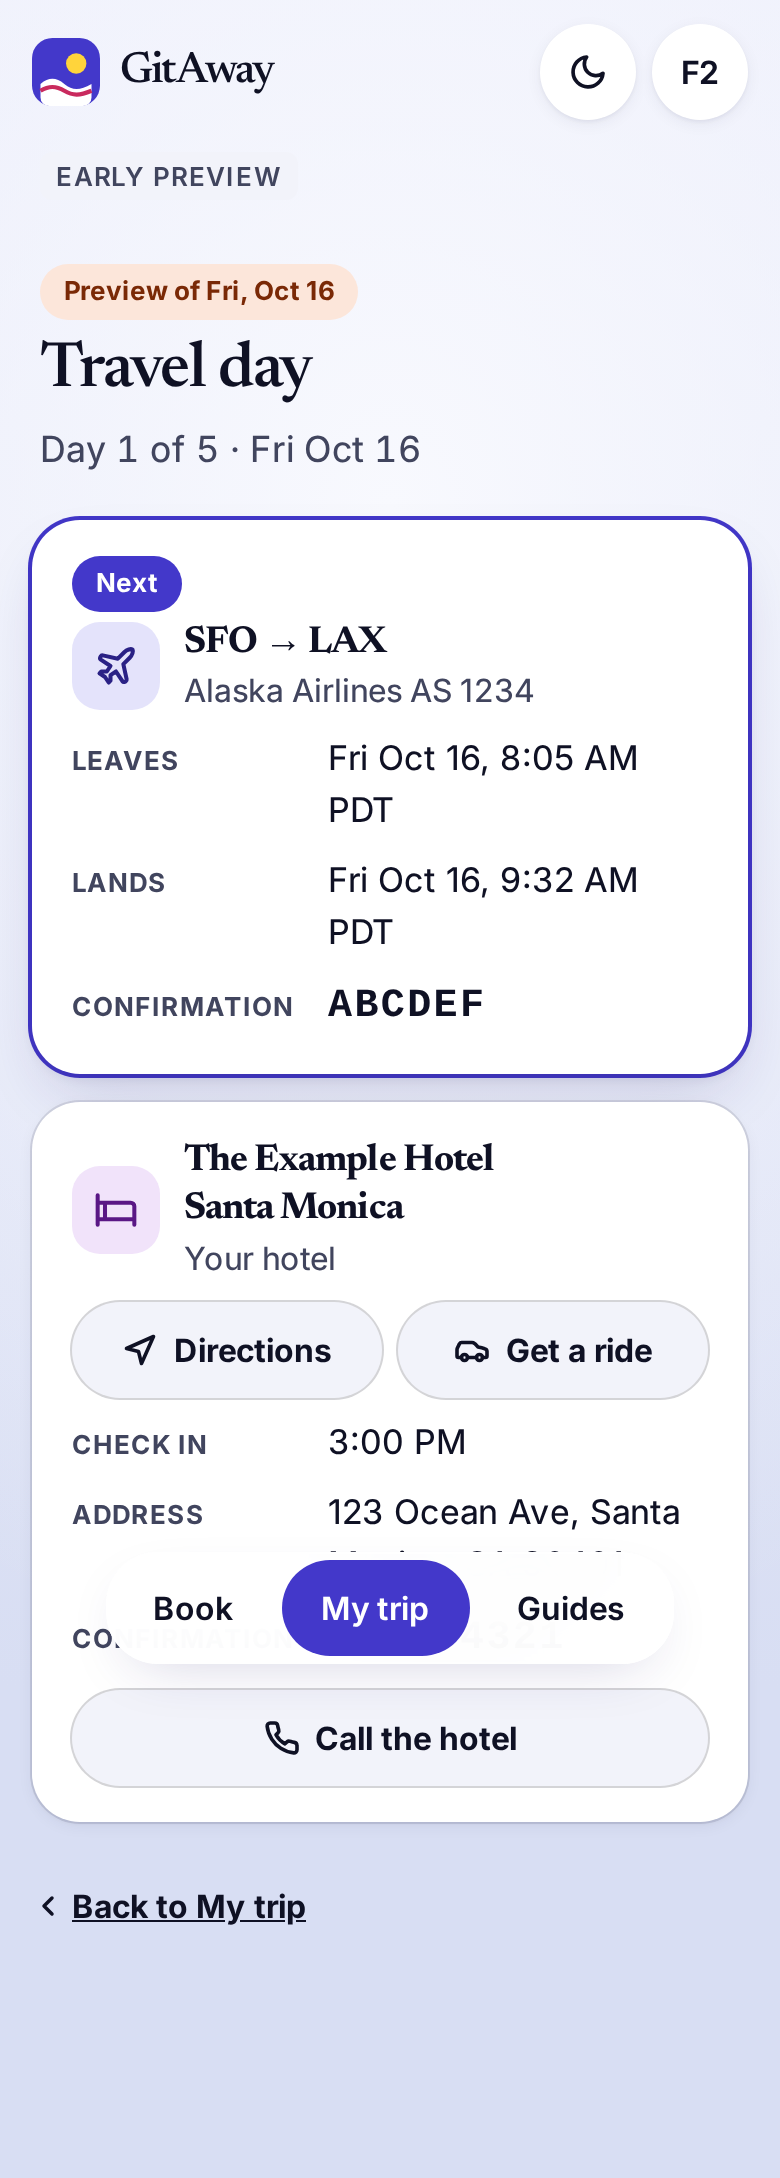 GitAway
F2
EARLY PREVIEW
Preview of Fri, Oct 16
Travel day
Day 1 of 5 · Fri Oct 16
Next
SFO → LAX
Alaska Airlines AS 1234
LEAVES
Fri Oct 16, 8:05 AM
PDT
LANDS
Fri Oct 16, 9:32 AM
PDT
CONFIRMATION
ABCDEF
The Example Hotel
Santa Monica
Your hotel
Directions
Get a ride
CHECK IN
3:00 PM
ADDRESS
123 Ocean Ave, Santa
Book
My trip
Guides
CONFIRMATION
Call the hotel
Back to My trip